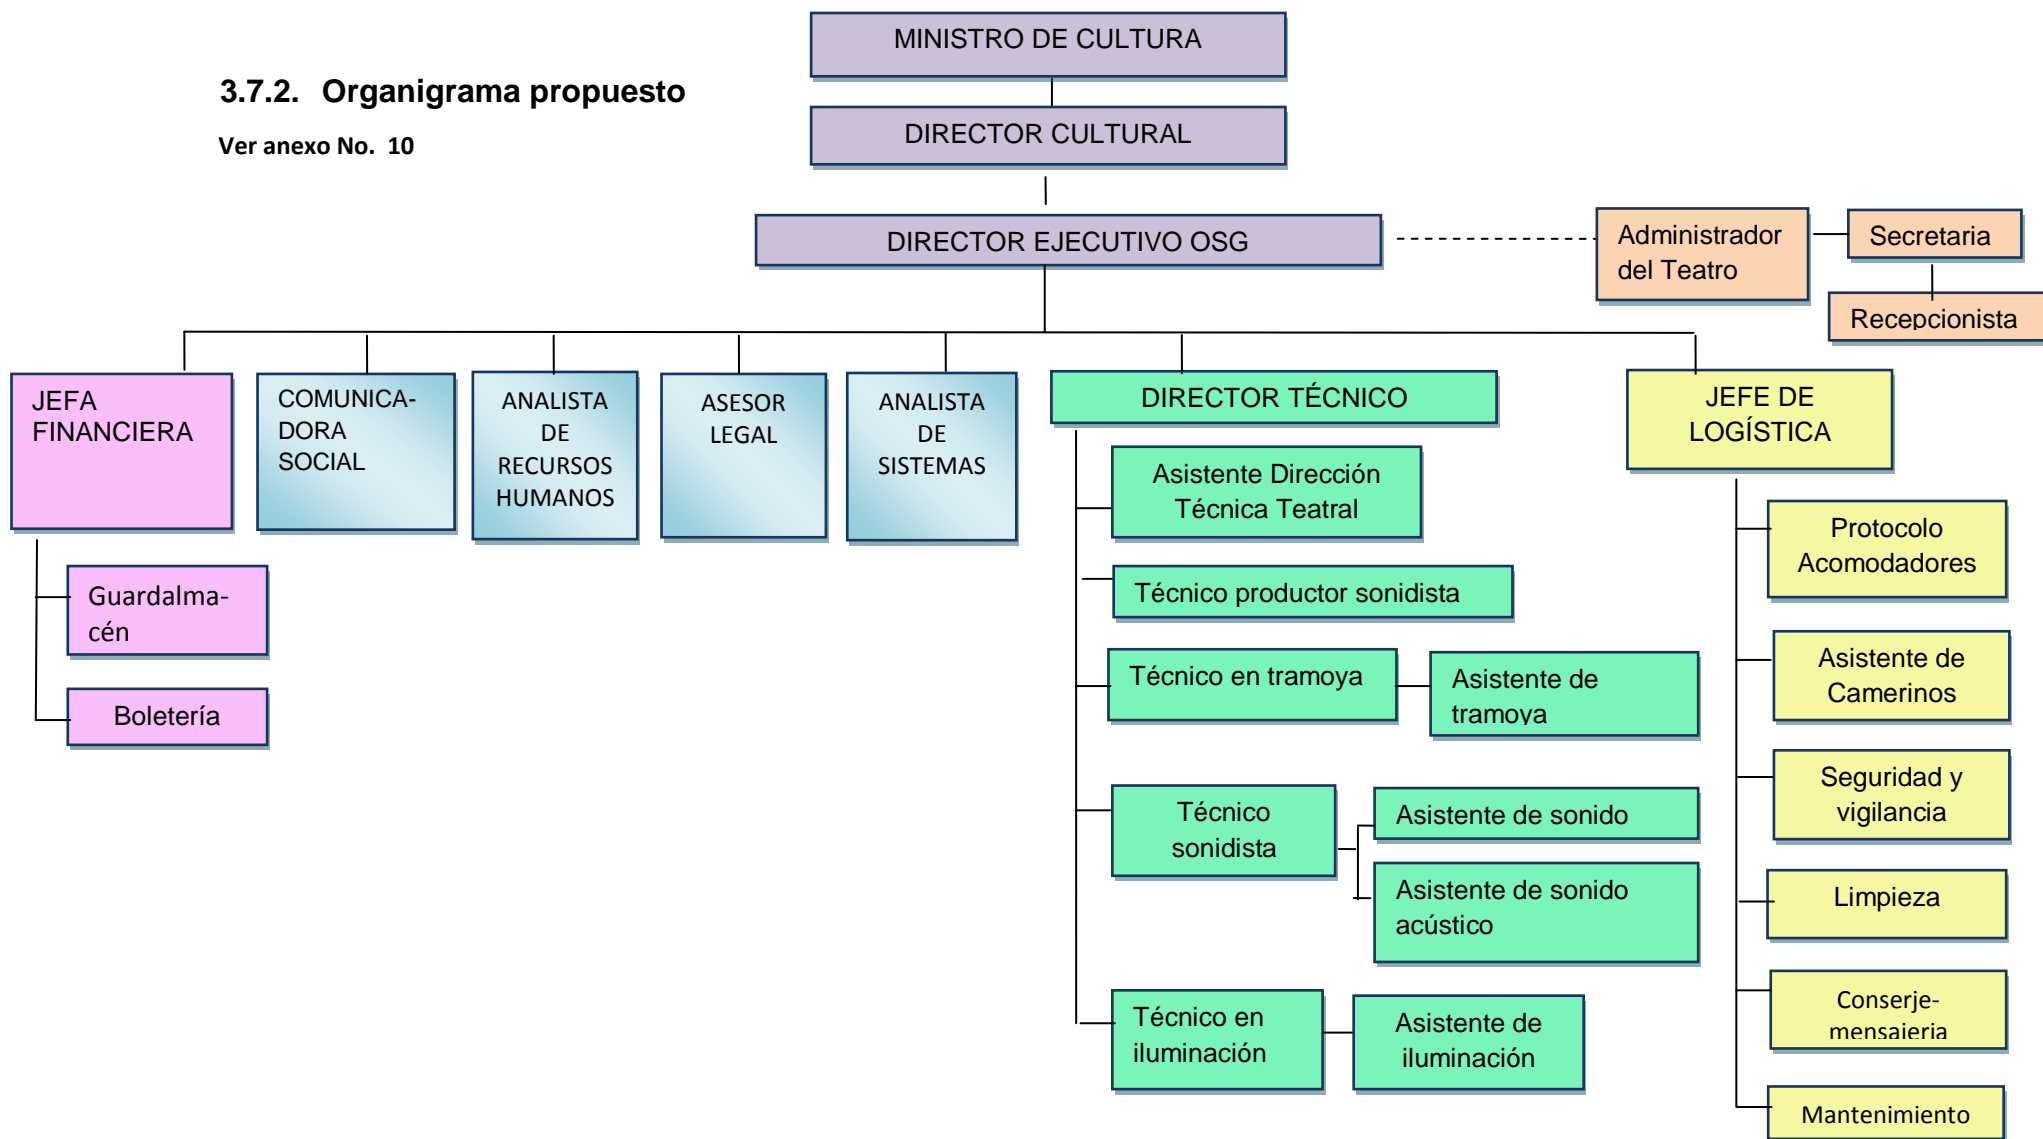 MINISTRO DE CULTURA
3.7.2. Organigrama propuesto
DIRECTOR CULTURAL
Ver anexo No. 10
DIRECTOR EJECUTIVO OSG
Administrador
del Teatro
Secretaria
Recepcionista
JEFA
FINANCIERA
COMUNICA-
DORA
SOCIAL
ANALISTA
DE
RECURSOS
HUMANOS
ASESOR
LEGAL
ANALISTA
DE
SISTEMAS
DIRECTOR TÉCNICO
JEFE DE
LOGÍSTICA
Guardalma-
cén
Boletería
Asistente Dirección
Técnica Teatral
Técnico productor sonidista
Técnico en tramoya
Asistente de
tramoya
Técnico
sonidista
Asistente de sonido
Asistente de sonido
acústico
Técnico en
iluminación
Asistente de
iluminación
Protocolo
Acomodadores
Asistente de
Camerinos
Seguridad y
vigilancia
Limpieza
Conserje-
mensajeria
Mantenimiento